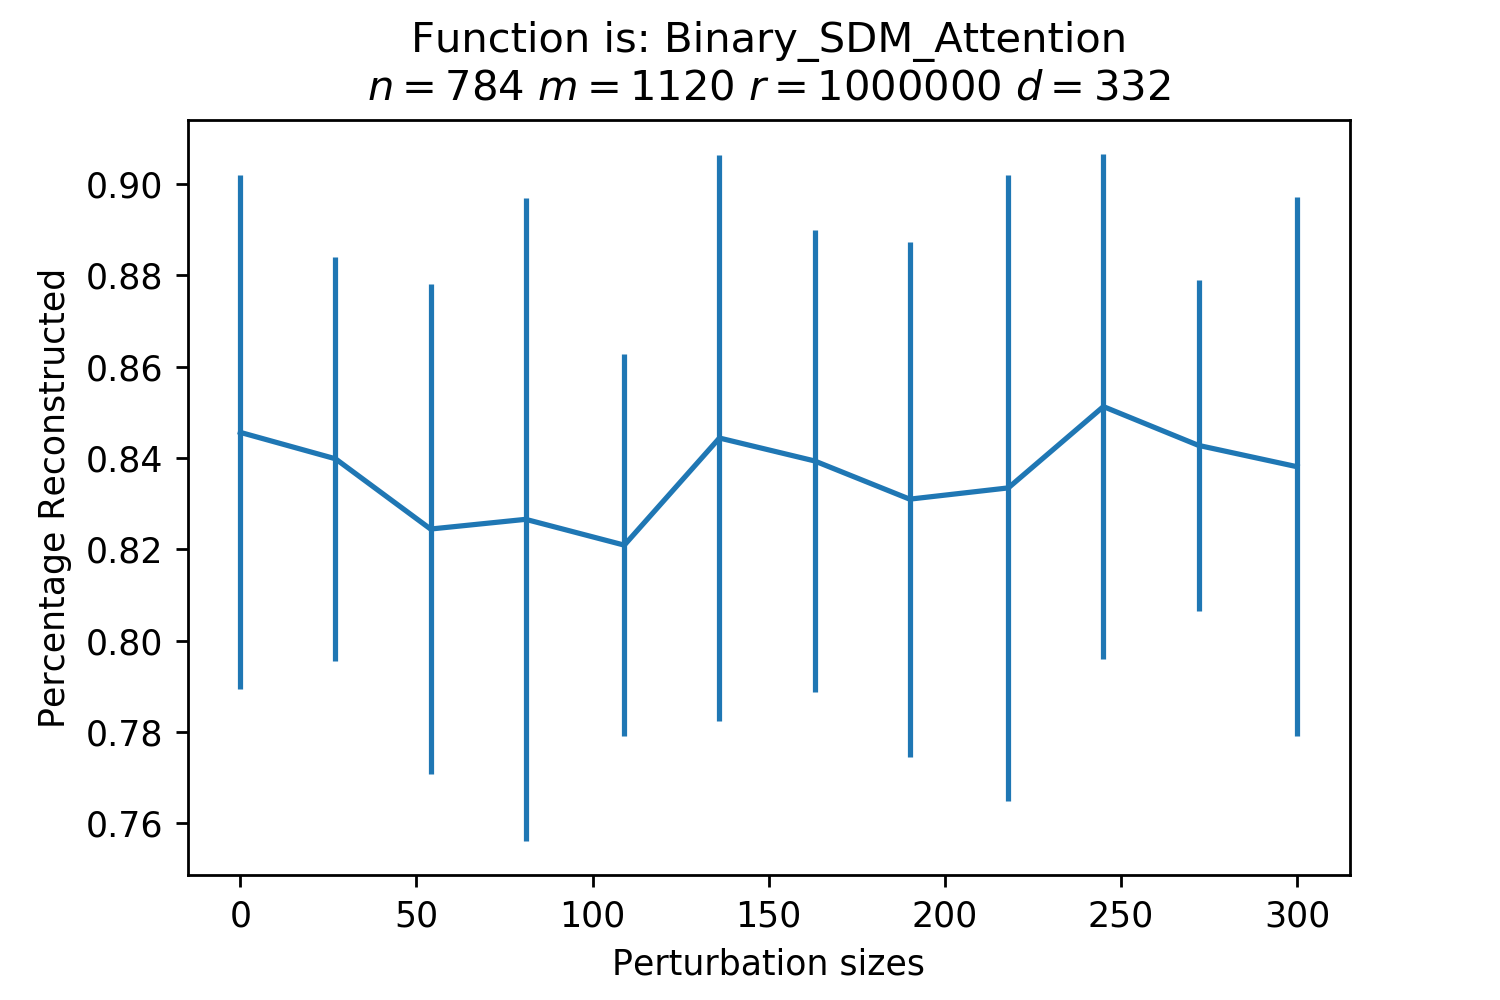 Function is: Binary_SDM_Attention
n = 784 m = 1120 r = 1000000 d = 332
Percentage Reconstructed
0.90
0.88
0.86
0.84
0.82
0.80
0.78
0.76
0 50 100 150 200 250 300
Perturbation sizes